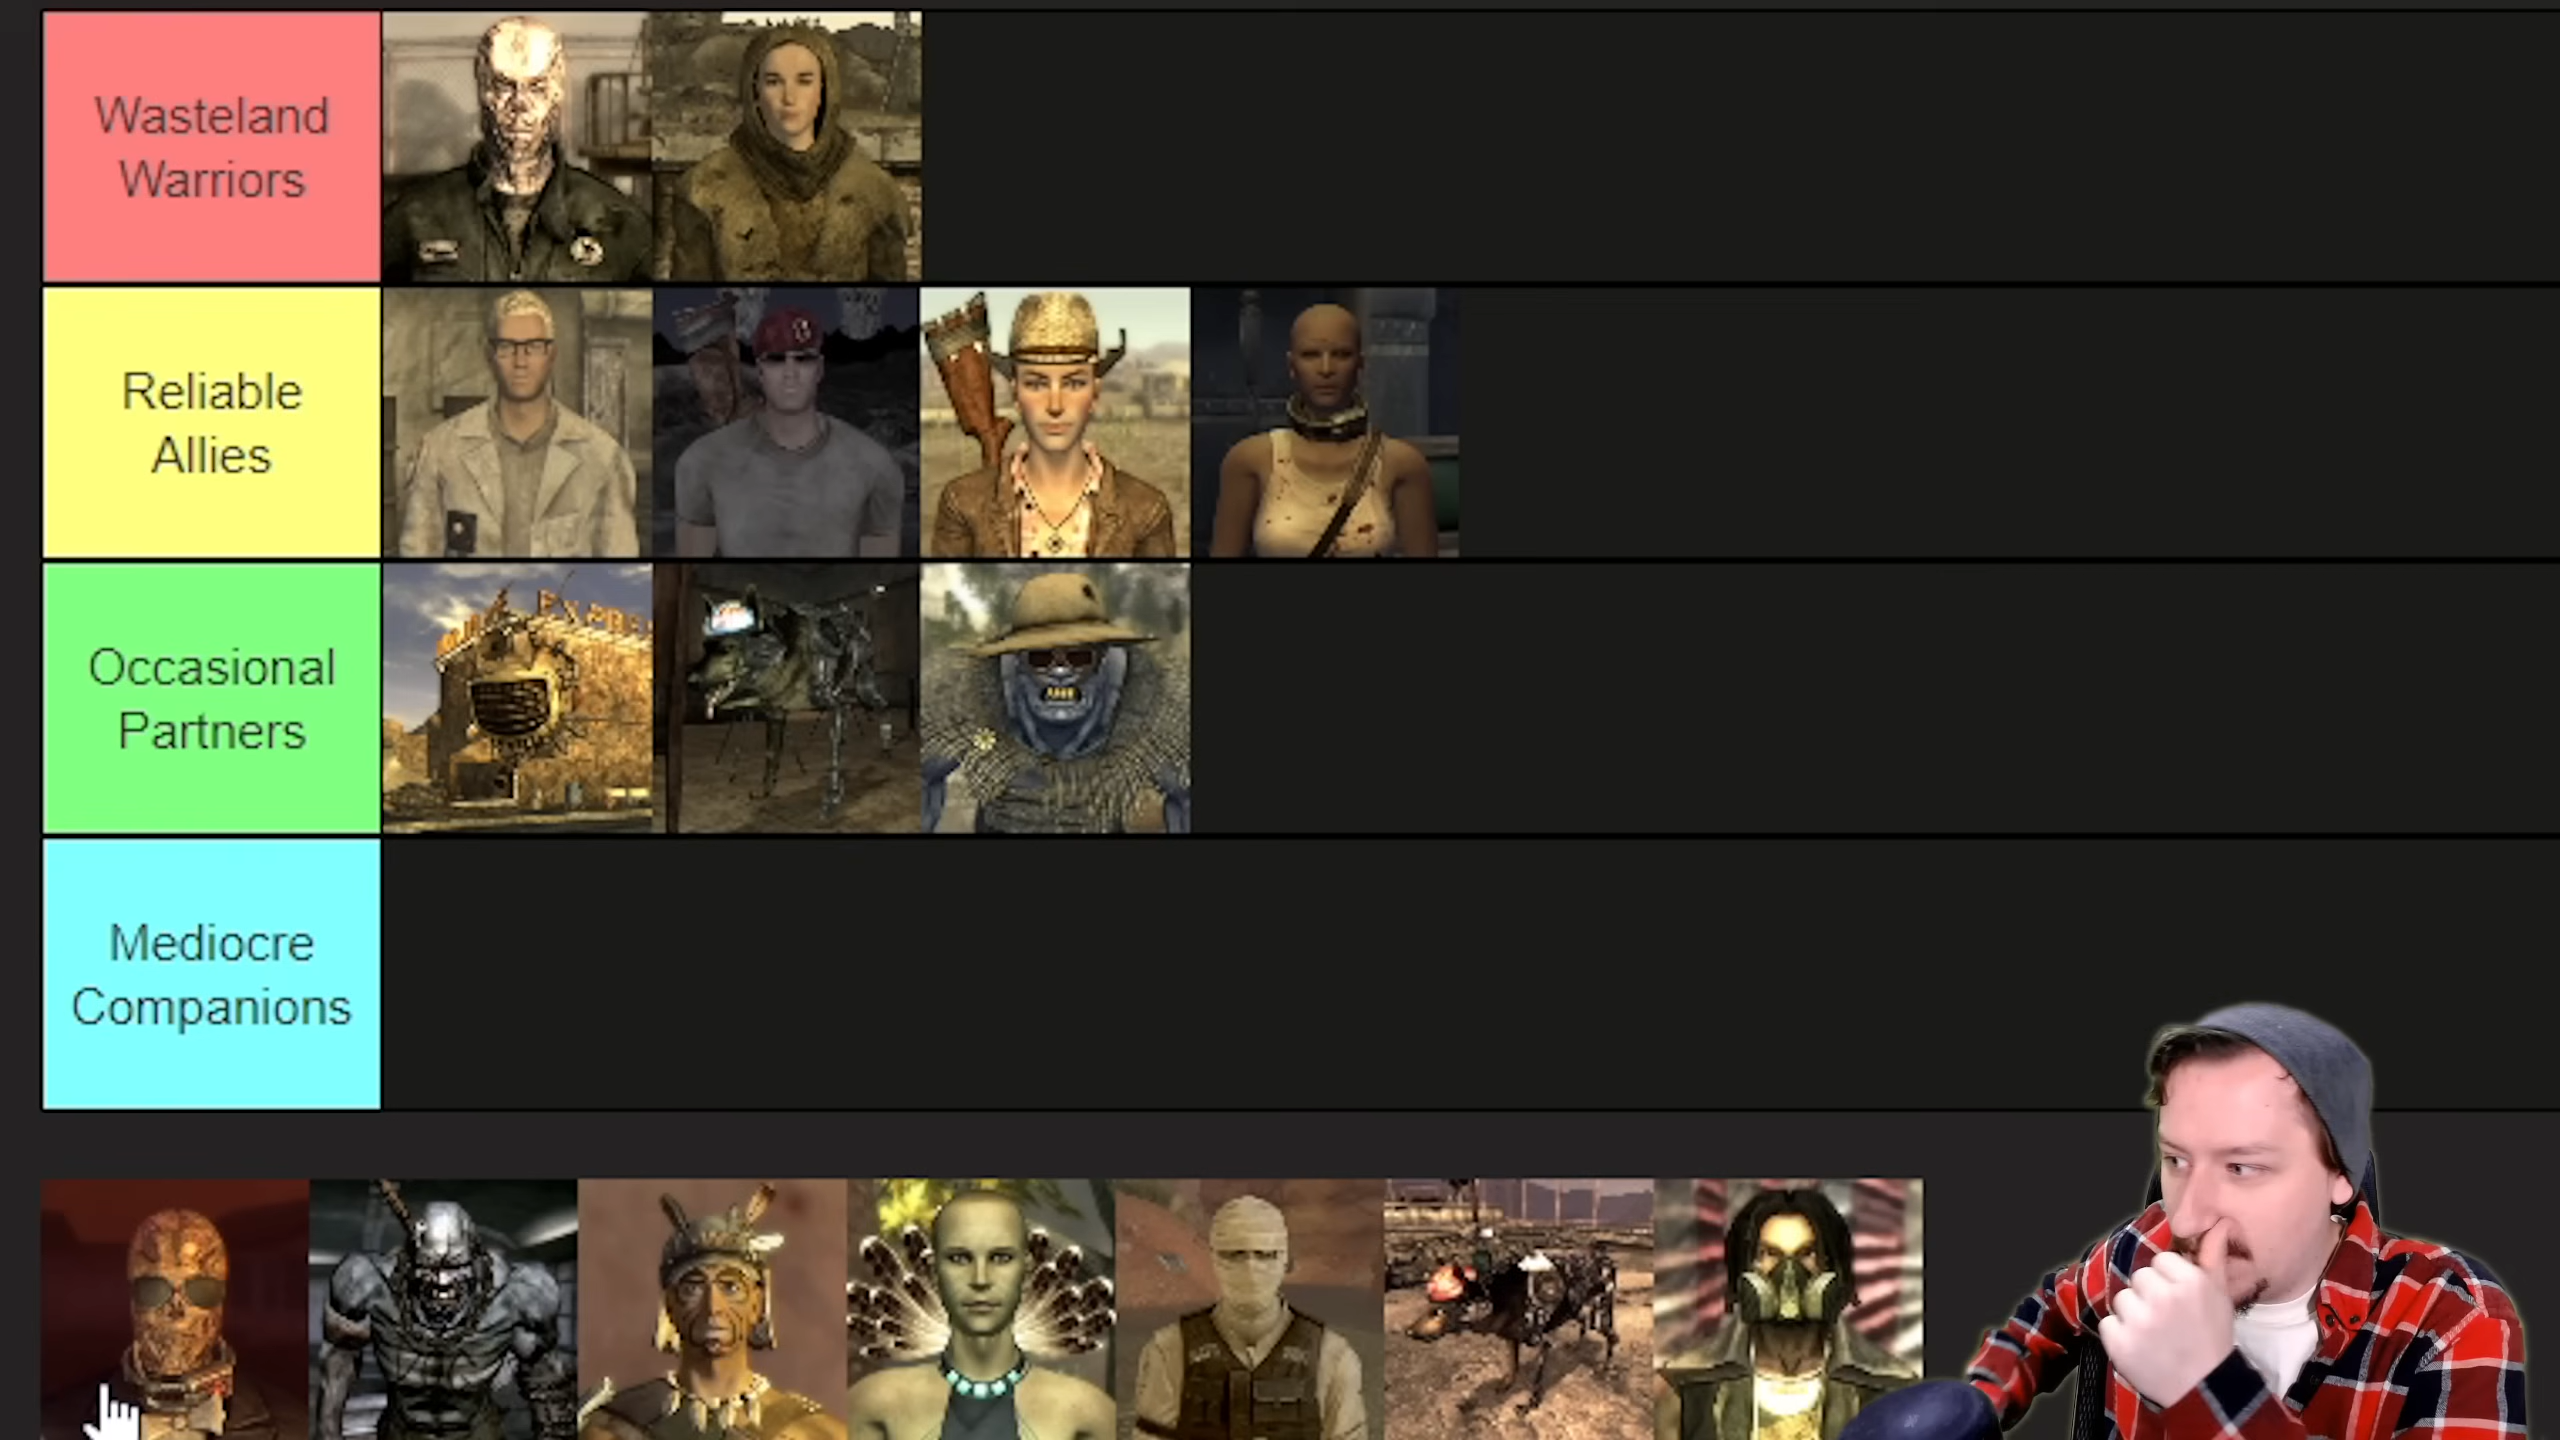 Wasteland
Warriors
Reliable
Allies
Occasional
Partners
Mediocre
Companions